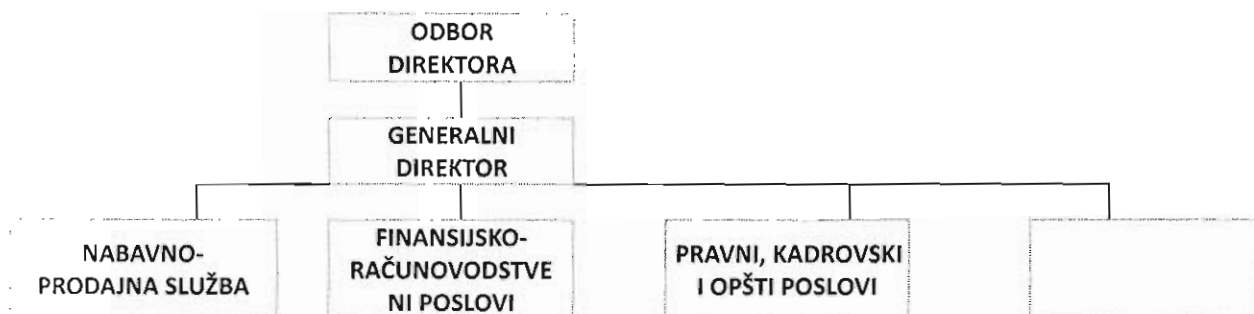 ODBOR
DIREKTORA
GENERALNI
DIREKTOR
NABAVNO-
PRODAJNA SLUŽBA
FINANSIJSKO-
RAČUNOVODSTVE
NI POSLOVI
PRAVNI, KADROVSKI
I OPŠTI POSLOVI